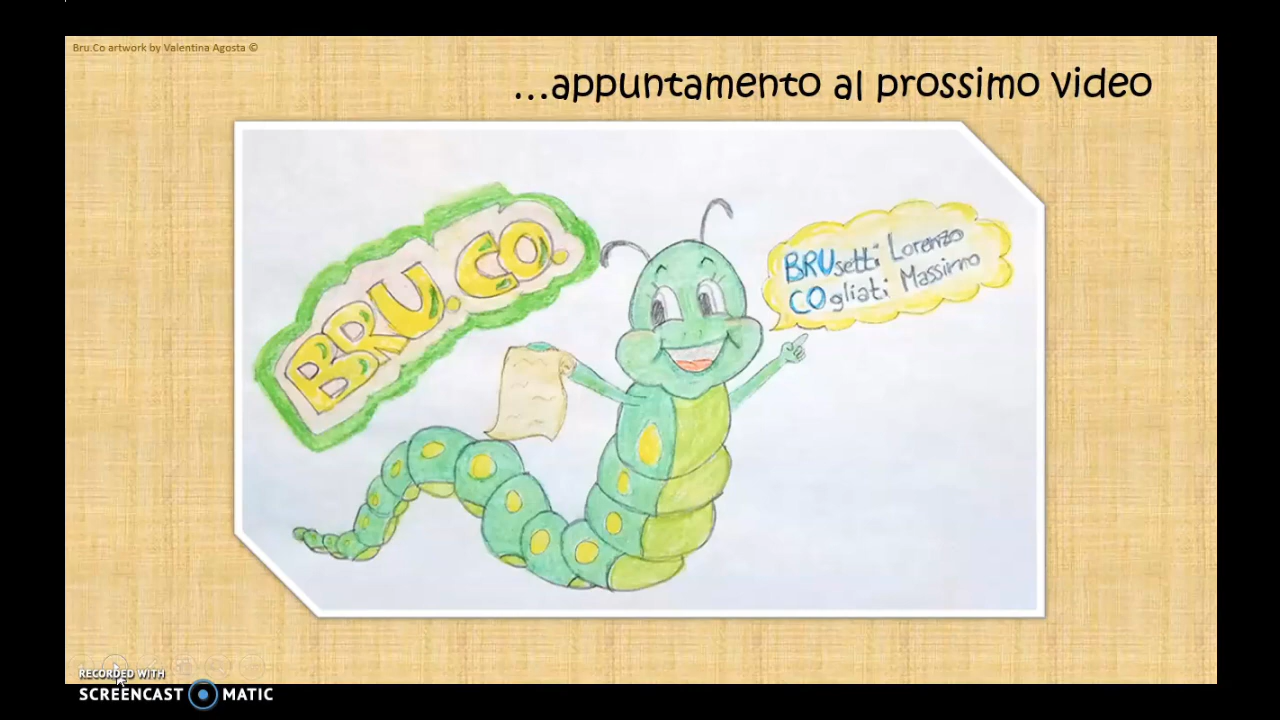 Bru.Co artwork by Valentina Agosta ©
...appuntamento al prossimo video
BRU.CO.
BRUsetti Lorenzo
COgliati Massimo
RECORDED WITH
SCREENCAST MATIC